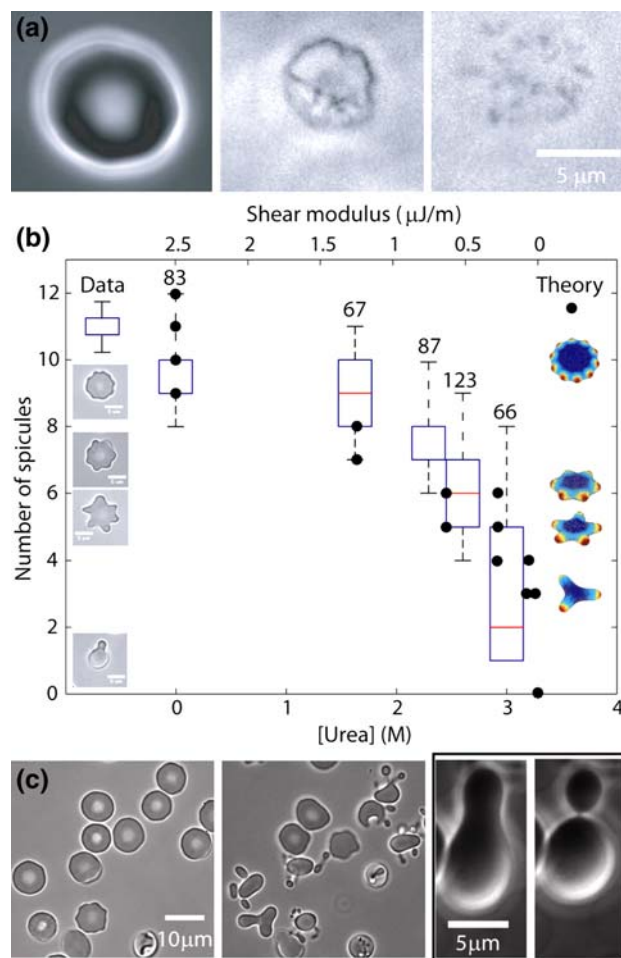 (a)
5 μm
Shear modulus (μJ/m)
(b)
2.5 2 1.5 1 0.5 0
Data
Theory
83
67
87
123
66
12
10
8
6
4
2
0
Number of spicules
0 1 2 3 4
[Urea] (M)
(c)
10μm
5μm